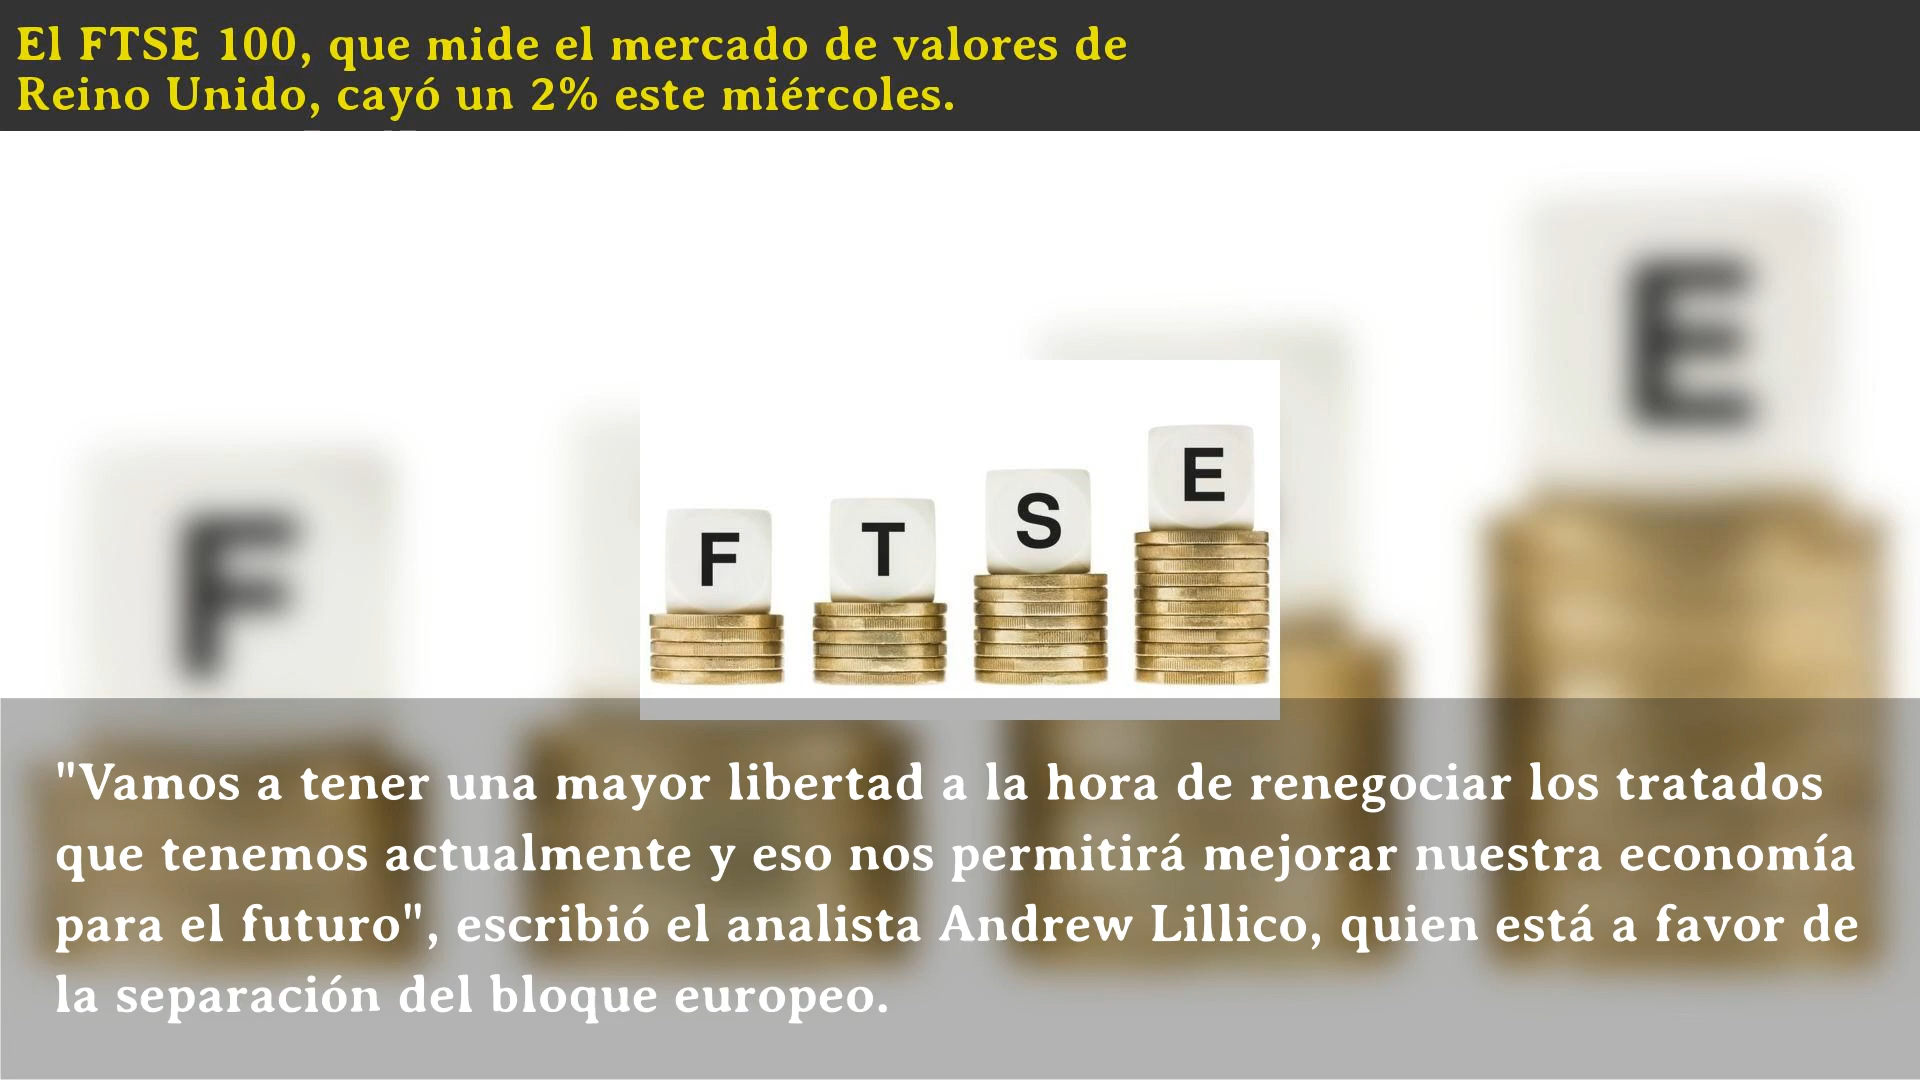 El FTSE 100, que mide el mercado de valores de
Reino Unido, cayó un 2% este miércoles.
E
F
F T S E
"Vamos a tener una mayor libertad a la hora de renegociar los tratados
que tenemos actualmente y eso nos permitirá mejorar nuestra economía
para el futuro", escribió el analista Andrew Lillico, quien está a favor de
la separación del bloque europeo.